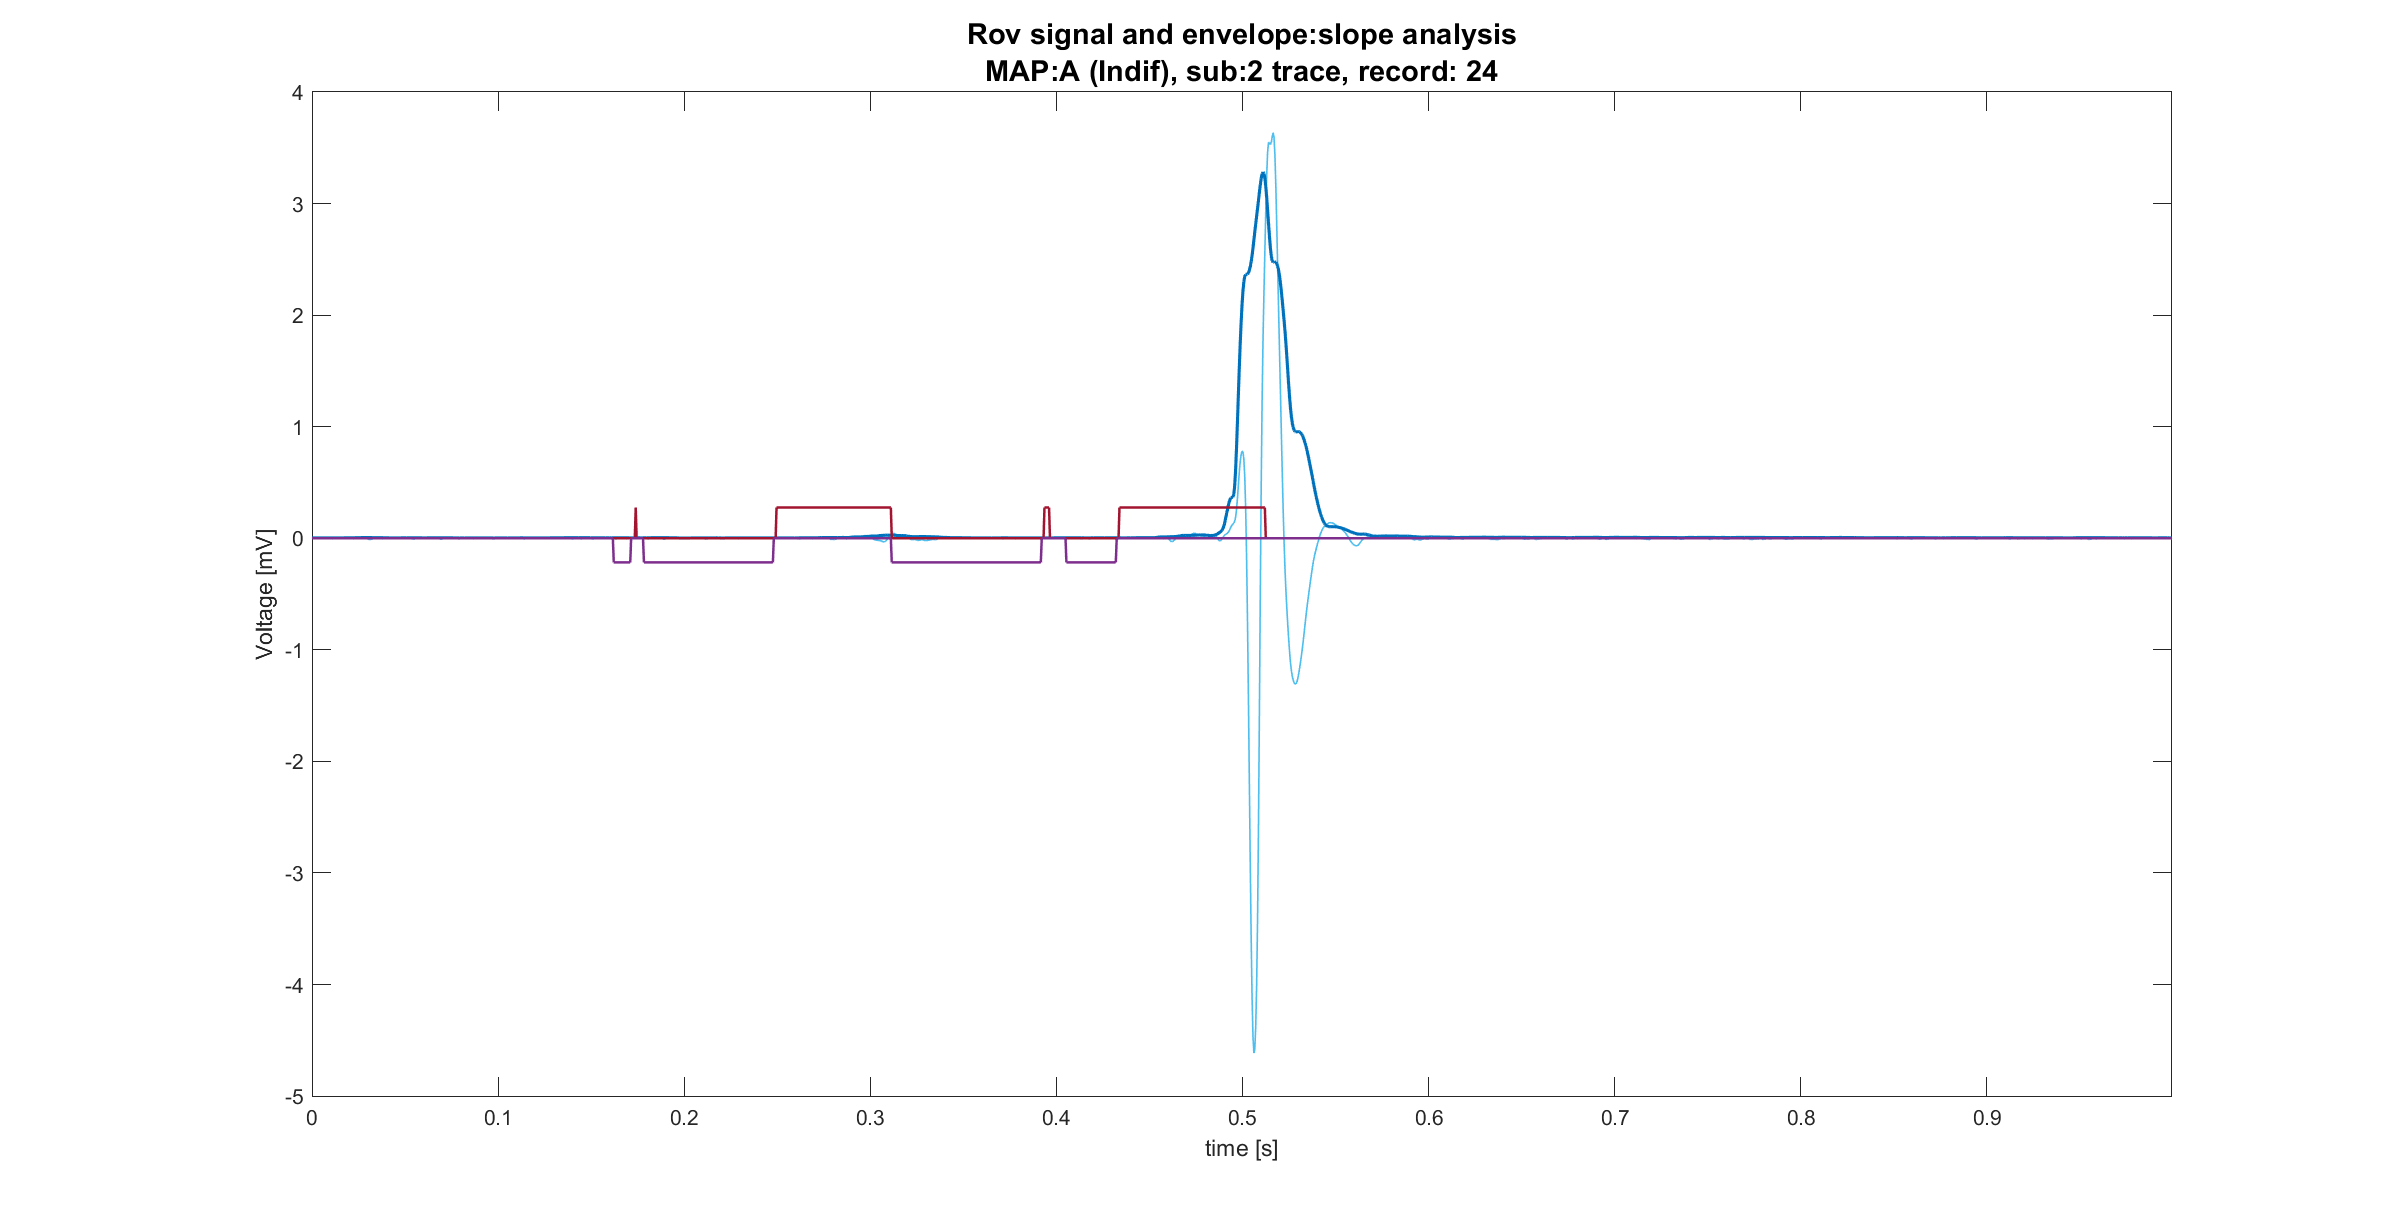 Rov signal and envelope:slope analysis
MAP:A (Indif), sub:2 trace, record: 24
4
3
2
1
0
-1
-2
-3
-4
-5
Voltage [mV]
0 0.1 0.2 0.3 0.4 0.5 0.6 0.7 0.8 0.9
time [s]